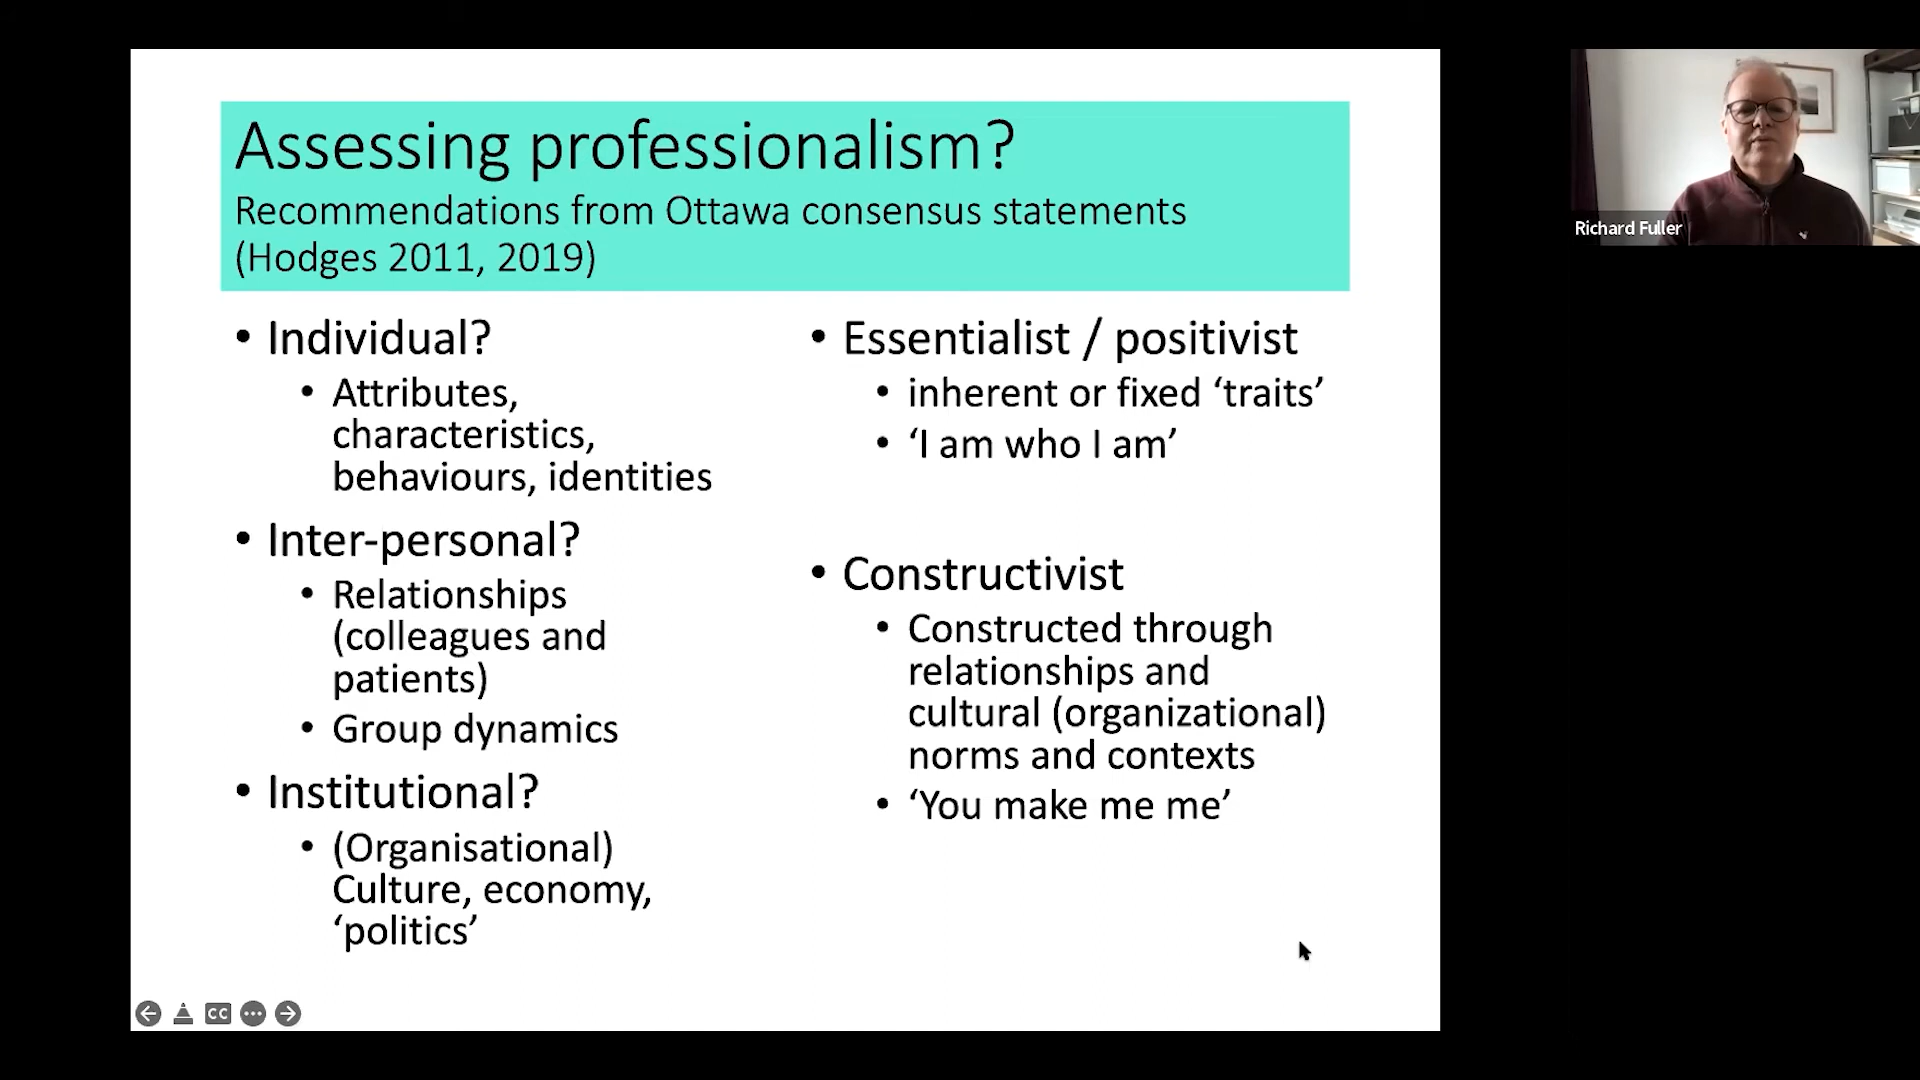 Assessing professionalism?
Recommendations from Ottawa consensus statements
(Hodges 2011, 2019)
• Individual?
• Attributes,
characteristics,
behaviours, identities
• Inter-personal?
• Relationships
(colleagues and
patients)
• Group dynamics
• Institutional?
• (Organisational)
Culture, economy,
‘politics’
• Essentialist / positivist
• inherent or fixed ‘traits’
• ‘I am who I am’
• Constructivist
• Constructed through
relationships and
cultural (organizational)
norms and contexts
• ‘You make me me’
CC
Richard Fuller